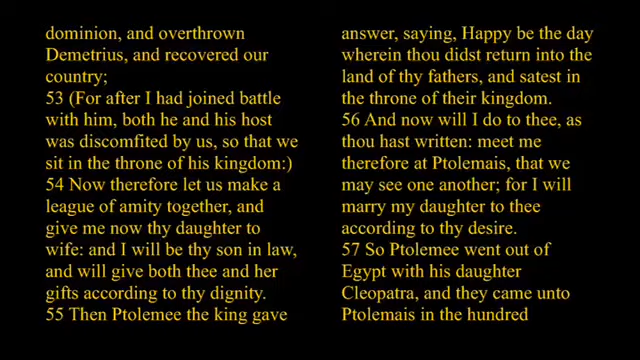 dominion, and overthrown
Demetrius, and recovered our
country;
53 (For after I had joined battle
with him, both he and his host
was discomfited by us, so that we
sit in the throne of his kingdom:)
54 Now therefore let us make a
league of amity together, and
give me now thy daughter to
wife: and I will be thy son in law,
and will give both thee and her
gifts according to thy dignity.
55 Then Ptolemee the king gave
answer, saying, Happy be the day
wherein thou didst return into the
land of thy fathers, and satest in
the throne of their kingdom.
56 And now will I do to thee, as
thou hast written: meet me
therefore at Ptolemais, that we
may see one another; for I will
marry my daughter to thee
according to thy desire.
57 So Ptolemee went out of
Egypt with his daughter
Cleopatra, and they came unto
Ptolemais in the hundred